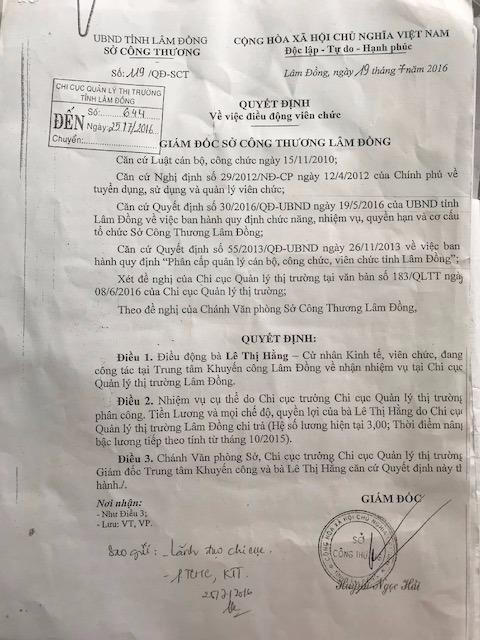 UBND TỈNH LÂM ĐỒNG
SỞ CÔNG THƯƠNG
CỘNG HÒA XÃ HỘI CHỦ NGHĨA VIỆT NAM
Độc lập - Tự do - Hạnh phúc
Số: 119 /QĐ-SCT
Lâm Đồng, ngày 19 tháng 7 năm 2016
CHI CỤC QUẢN LÝ THỊ TRƯỜNG
TỈNH LÂM ĐỒNG
ĐẾN
Số: 644
Ngày: 25/7/2016
Chuyển:
QUYẾT ĐỊNH
Về việc điều động viên chức
GIÁM ĐỐC SỞ CÔNG THƯƠNG LÂM ĐỒNG
Căn cứ Luật cán bộ, công chức ngày 15/11/2010;
Căn cứ Nghị định số 29/2012/NĐ-CP ngày 12/4/2012 của Chính phủ về
tuyển dụng, sử dụng và quản lý viên chức;
Căn cứ Quyết định số 30/2016/QĐ-UBND ngày 19/5/2016 của UBND tỉnh
Lâm Đồng về việc ban hành quy định chức năng, nhiệm vụ, quyền hạn và cơ cấu
tổ chức Sở Công Thương Lâm Đồng;
Căn cứ Quyết định số 55/2013/QĐ-UBND ngày 26/11/2013 về việc ban
hành quy định “Phân cấp quản lý cán bộ, công chức, viên chức tỉnh Lâm Đồng”;
Xét đề nghị của Chi cục Quản lý thị trường tại văn bản số 183/QLTT ngày
08/6/2016 của Chi cục Quản lý thị trường;
Theo đề nghị của Chánh Văn phòng Sở Công Thương Lâm Đồng,
QUYẾT ĐỊNH:
Điều 1. Điều động bà Lê Thị Hằng – Cử nhân Kinh tế, viên chức, đang
công tác tại Trung tâm Khuyến công Lâm Đồng về nhận nhiệm vụ tại Chi cục
Quản lý thị trường Lâm Đồng.
Điều 2. Nhiệm vụ cụ thể do Chi cục trưởng Chi cục Quản lý thị trường
phân công. Tiền Lương và mọi chế độ, quyền lợi của bà Lê Thị Hằng do Chi cục
Quản lý thị trường Lâm Đồng chi trả (Hệ số lương hiện tại 3,00; Thời điểm nâng
bậc lương tiếp theo tính từ tháng 10/2015).
Điều 3. Chánh Văn phòng Sở, Chi cục trưởng Chi cục Quản lý thị trường
Giám đốc Trung tâm Khuyến công và bà Lê Thị Hằng căn cứ Quyết định này th
hành./.
Nơi nhận:
- Như Điều 3;
- Lưu: VT, VP.
GIÁM ĐỐC
SỞ
CÔNG THƯƠNG
Huỳnh Ngọc Hải
Sao gửi: - Lãnh đạo chi cục.
- PTCHC, KTT
25/7/2016